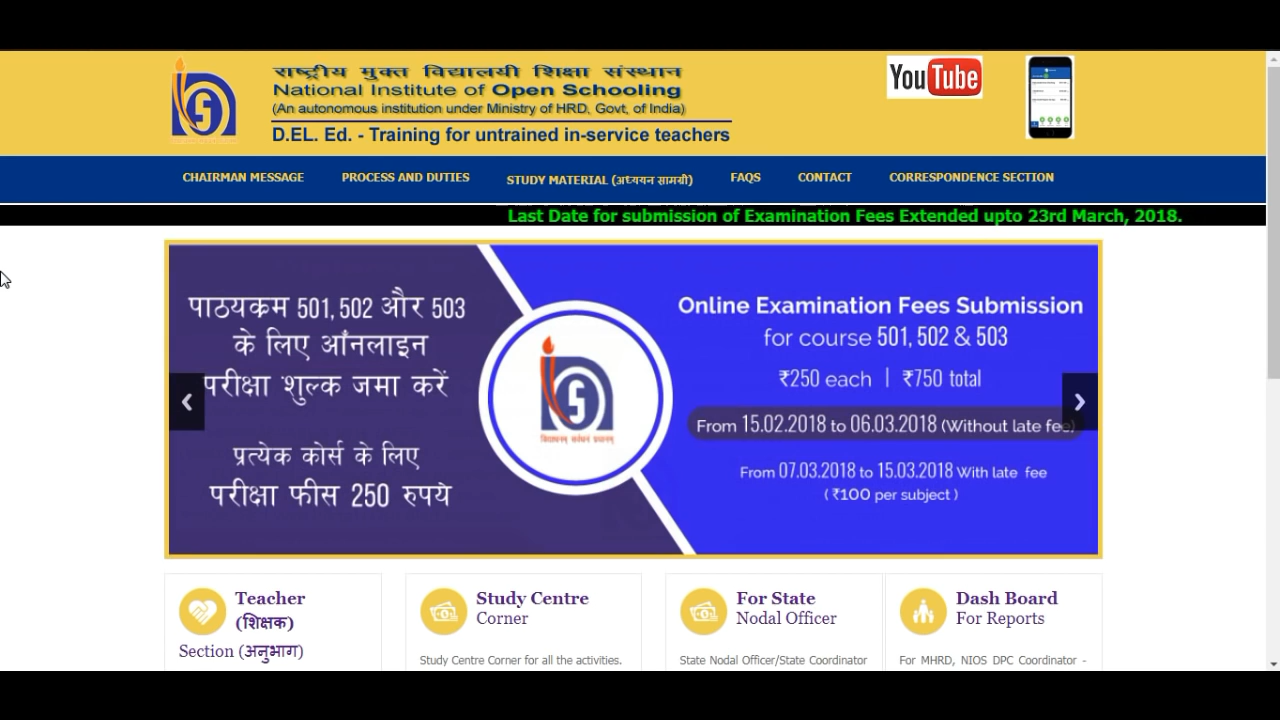 राष्ट्रीय मुक्त विद्यालयी शिक्षा संस्थान
National Institute of Open Schooling
(An autonomous institution under Ministry of HRD, Govt, of India)
D.EL. Ed. - Training for untrained in-service teachers
YouTube
CHAIRMAN MESSAGE PROCESS AND DUTIES STUDY MATERIAL (अध्ययन सामग्री) FAQS CONTACT CORRESPONDENCE SECTION
Last Date for submission of Examination Fees Extended upto 23rd March, 2018.
पाठयकम 501, 502 और 503
के लिए आँनलाइन
परीक्षा शुल्क जमा करें
प्रत्येक कोर्स के लिए
परीक्षा फीस 250 रुपये
Online Examination Fees Submission
for course 501, 502 & 503
₹250 each | ₹750 total
From 15.02.2018 to 06.03.2018 (Without late fee)
From 07.03.2018 to 15.03.2018 With late fee
( ₹100 per subject )
Teacher
(शिक्षक)
Section (अनुभाग)
Study Centre
Corner
Study Centre Corner for all the activities.
For State
Nodal Officer
State Nodal Officer/State Coordinator
Dash Board
For Reports
For MHRD, NIOS DPC Coordinator -